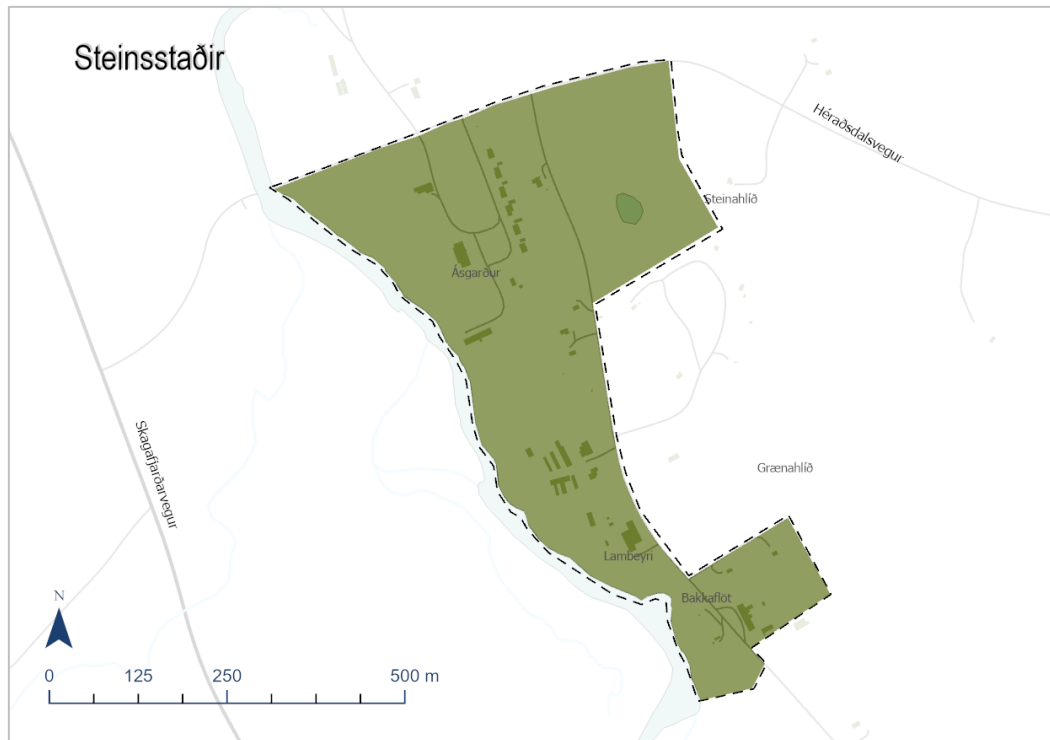 Steinsstaðir
Héraðsdalsvegur
Steinahlíð
Ásgarður
Skagafjarðarvegur
Grænahlíð
Lambeyri
Bakkaflöt
N
0 125 250 500 m